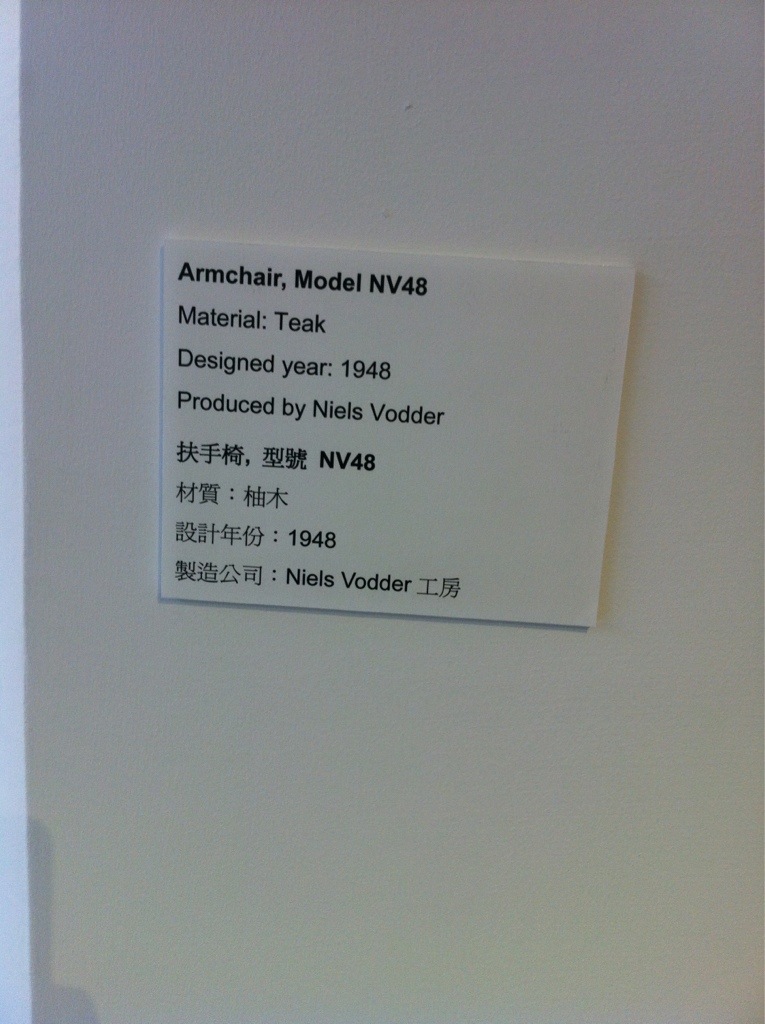 Armchair, Model NV48
Material: Teak
Designed year: 1948
Produced by Niels Vodder
扶手椅, 型號 NV48
材質：柚木
設計年份：1948
製造公司：Niels Vodder 工房